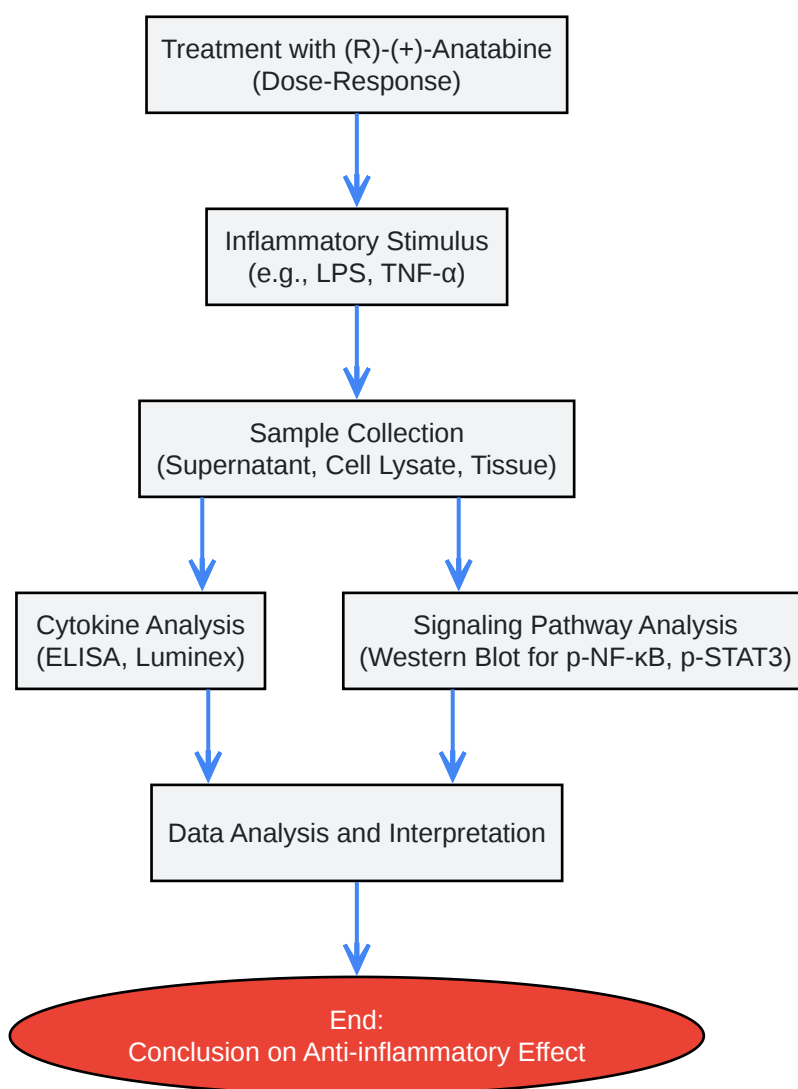 Treatment with (R)-(+)-Anatabine
(Dose-Response)
Inflammatory Stimulus
(e.g., LPS, TNF-α)
Sample Collection
(Supernatant, Cell Lysate, Tissue)
Cytokine Analysis
(ELISA, Luminex)
Signaling Pathway Analysis
(Western Blot for p-NF-κB, p-STAT3)
Data Analysis and Interpretation
End:
Conclusion on Anti-inflammatory Effect